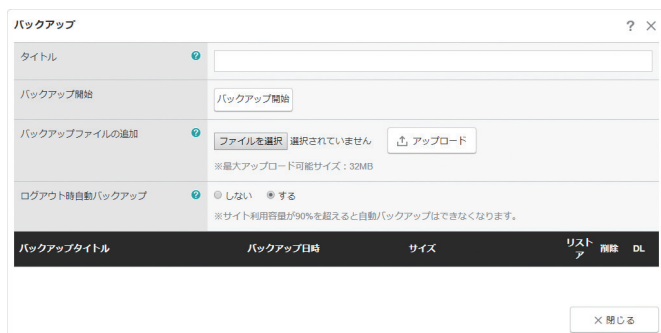 バックアップ ? ×
タイトル ?
バックアップ開始 バックアップ開始
バックアップファイルの追加 ? ファイルを選択 選択されていません アップロード
※最大アップロード可能サイズ：32MB
ログアウト時自動バックアップ ? しない する
※サイト利用容量が90%を超えると自動バックアップはできなくなります。
バックアップタイトル バックアップ日時 サイズ リストア 削除 DL
×閉じる